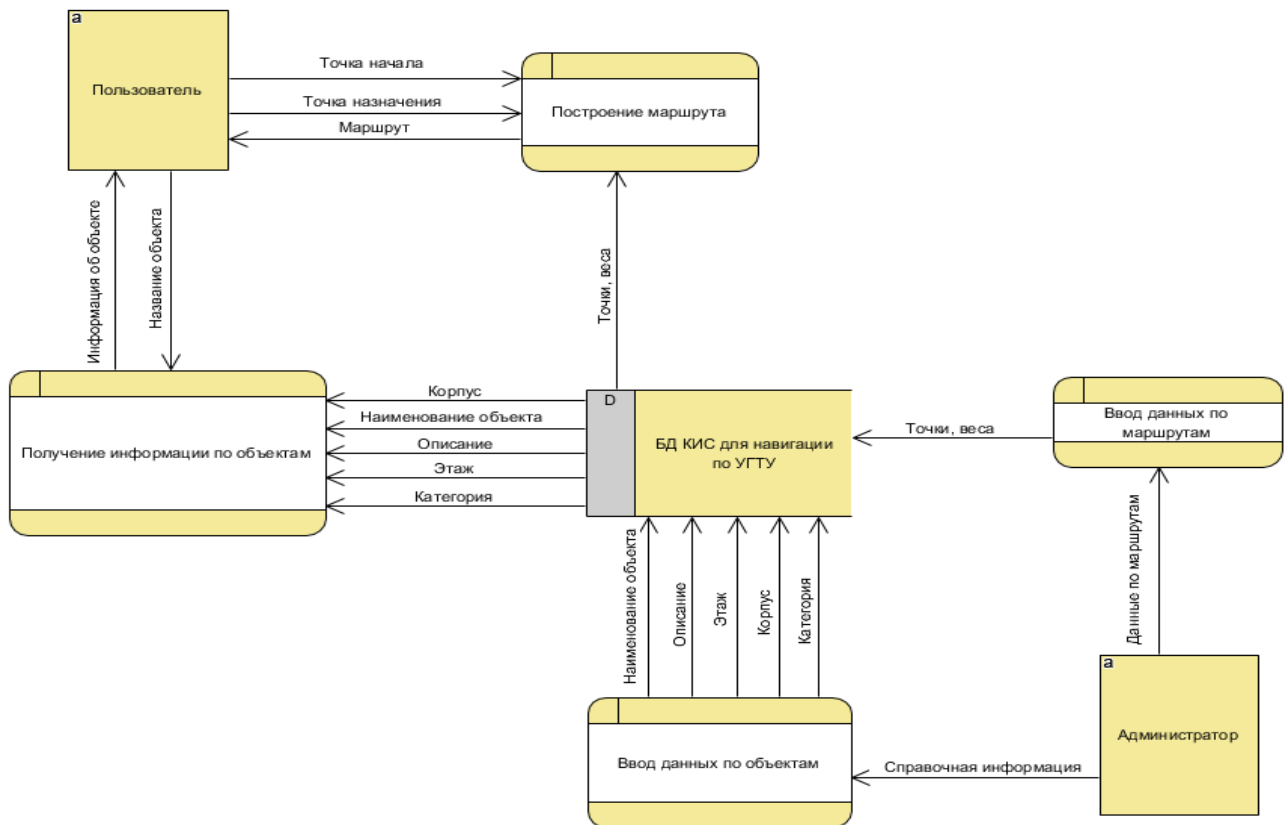 a
Пользователь
Точка начала
Точка назначения
Маршрут
Построение маршрута
Информация об объекте
Название объекта
Точки, веса
Получение информации по объектам
Корпус
Наименование объекта
Описание
Этаж
Категория
D
БД КИС для навигации
по УГТУ
Точки, веса
Ввод данных по
маршрутам
Наименование объекта
Описание
Этаж
Корпус
Категория
Данные по маршрутам
Ввод данных по объектам
Справочная информация
a
Администратор